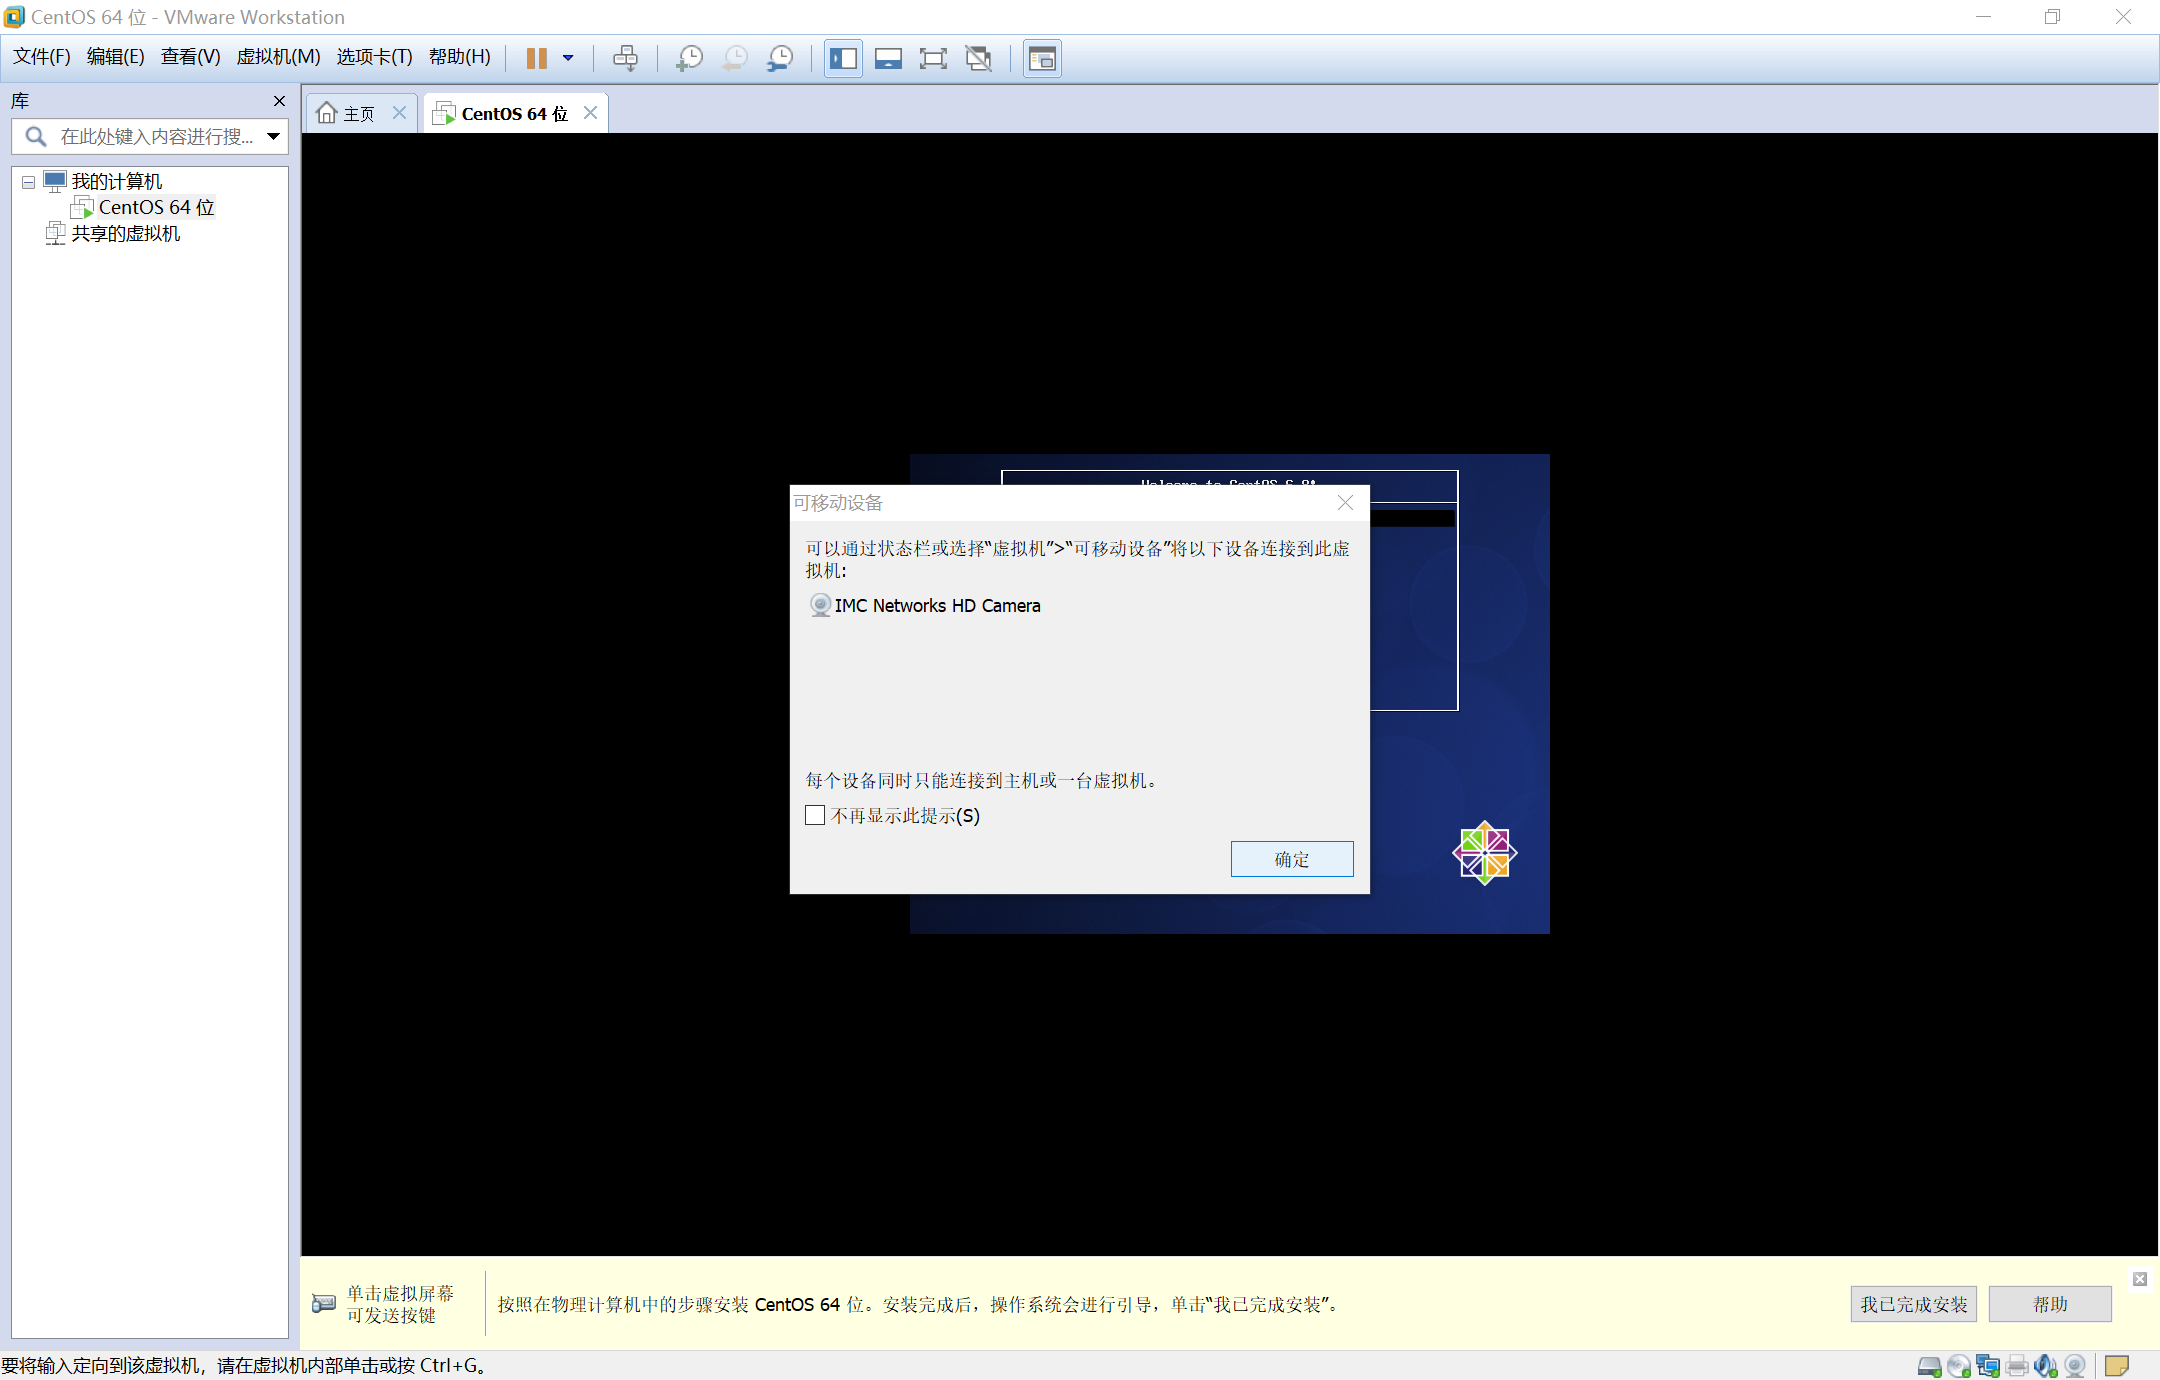 CentOS 64 位 - VMware Workstation
文件(F) 编辑(E) 查看(V) 虚拟机(M) 选项卡(T) 帮助(H)
库
主页
CentOS 64 位
在此处键入内容进行搜...
我的计算机
CentOS 64 位
共享的虚拟机
Welcome to CentOS 6.8!
可移动设备
可以通过状态栏或选择“虚拟机”>“可移动设备”将以下设备连接到此虚
拟机:
IMC Networks HD Camera
每个设备同时只能连接到主机或一台虚拟机。
不再显示此提示(S)
确定
单击虚拟屏幕
可发送按键
按照在物理计算机中的步骤安装 CentOS 64 位。安装完成后，操作系统会进行引导，单击“我已完成安装”。
我已完成安装
帮助
要将输入定向到该虚拟机，请在虚拟机内部单击或按 Ctrl+G。